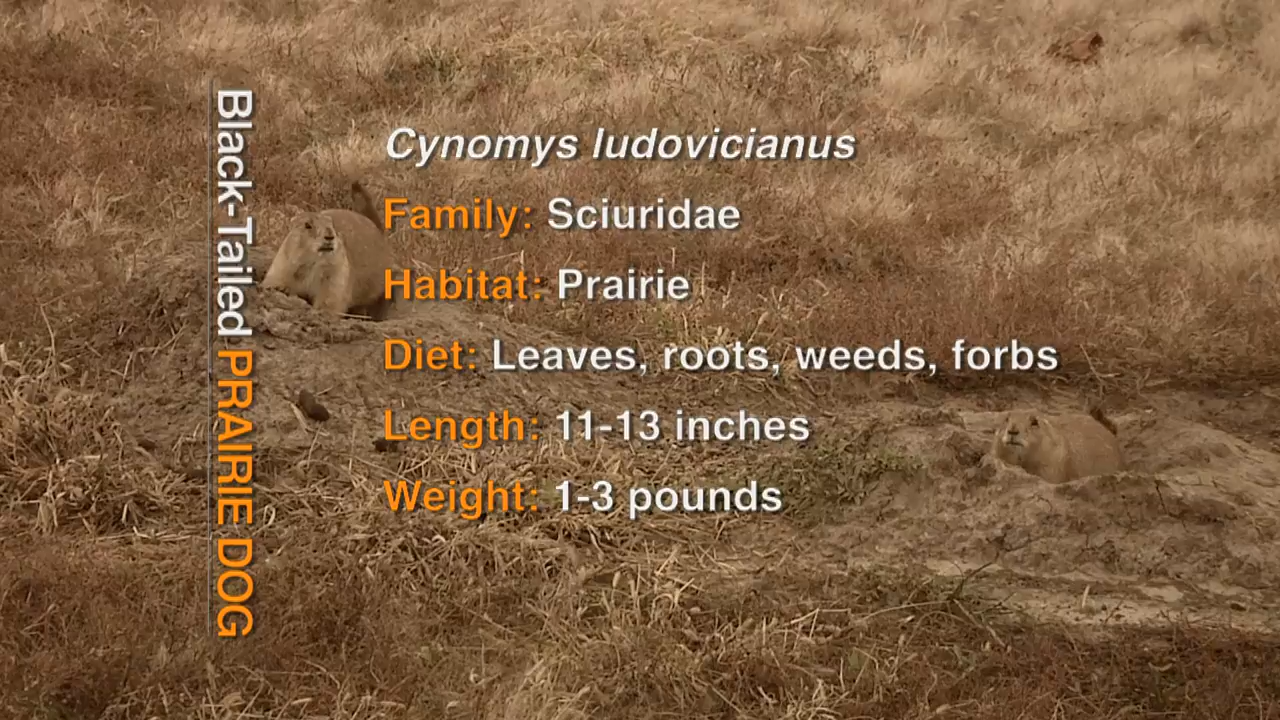 Black-Tailed PRAIRIE DOG
Cynomys ludovicianus
Family: Sciuridae
Habitat: Prairie
Diet: Leaves, roots, weeds, forbs
Length: 11-13 inches
Weight: 1-3 pounds